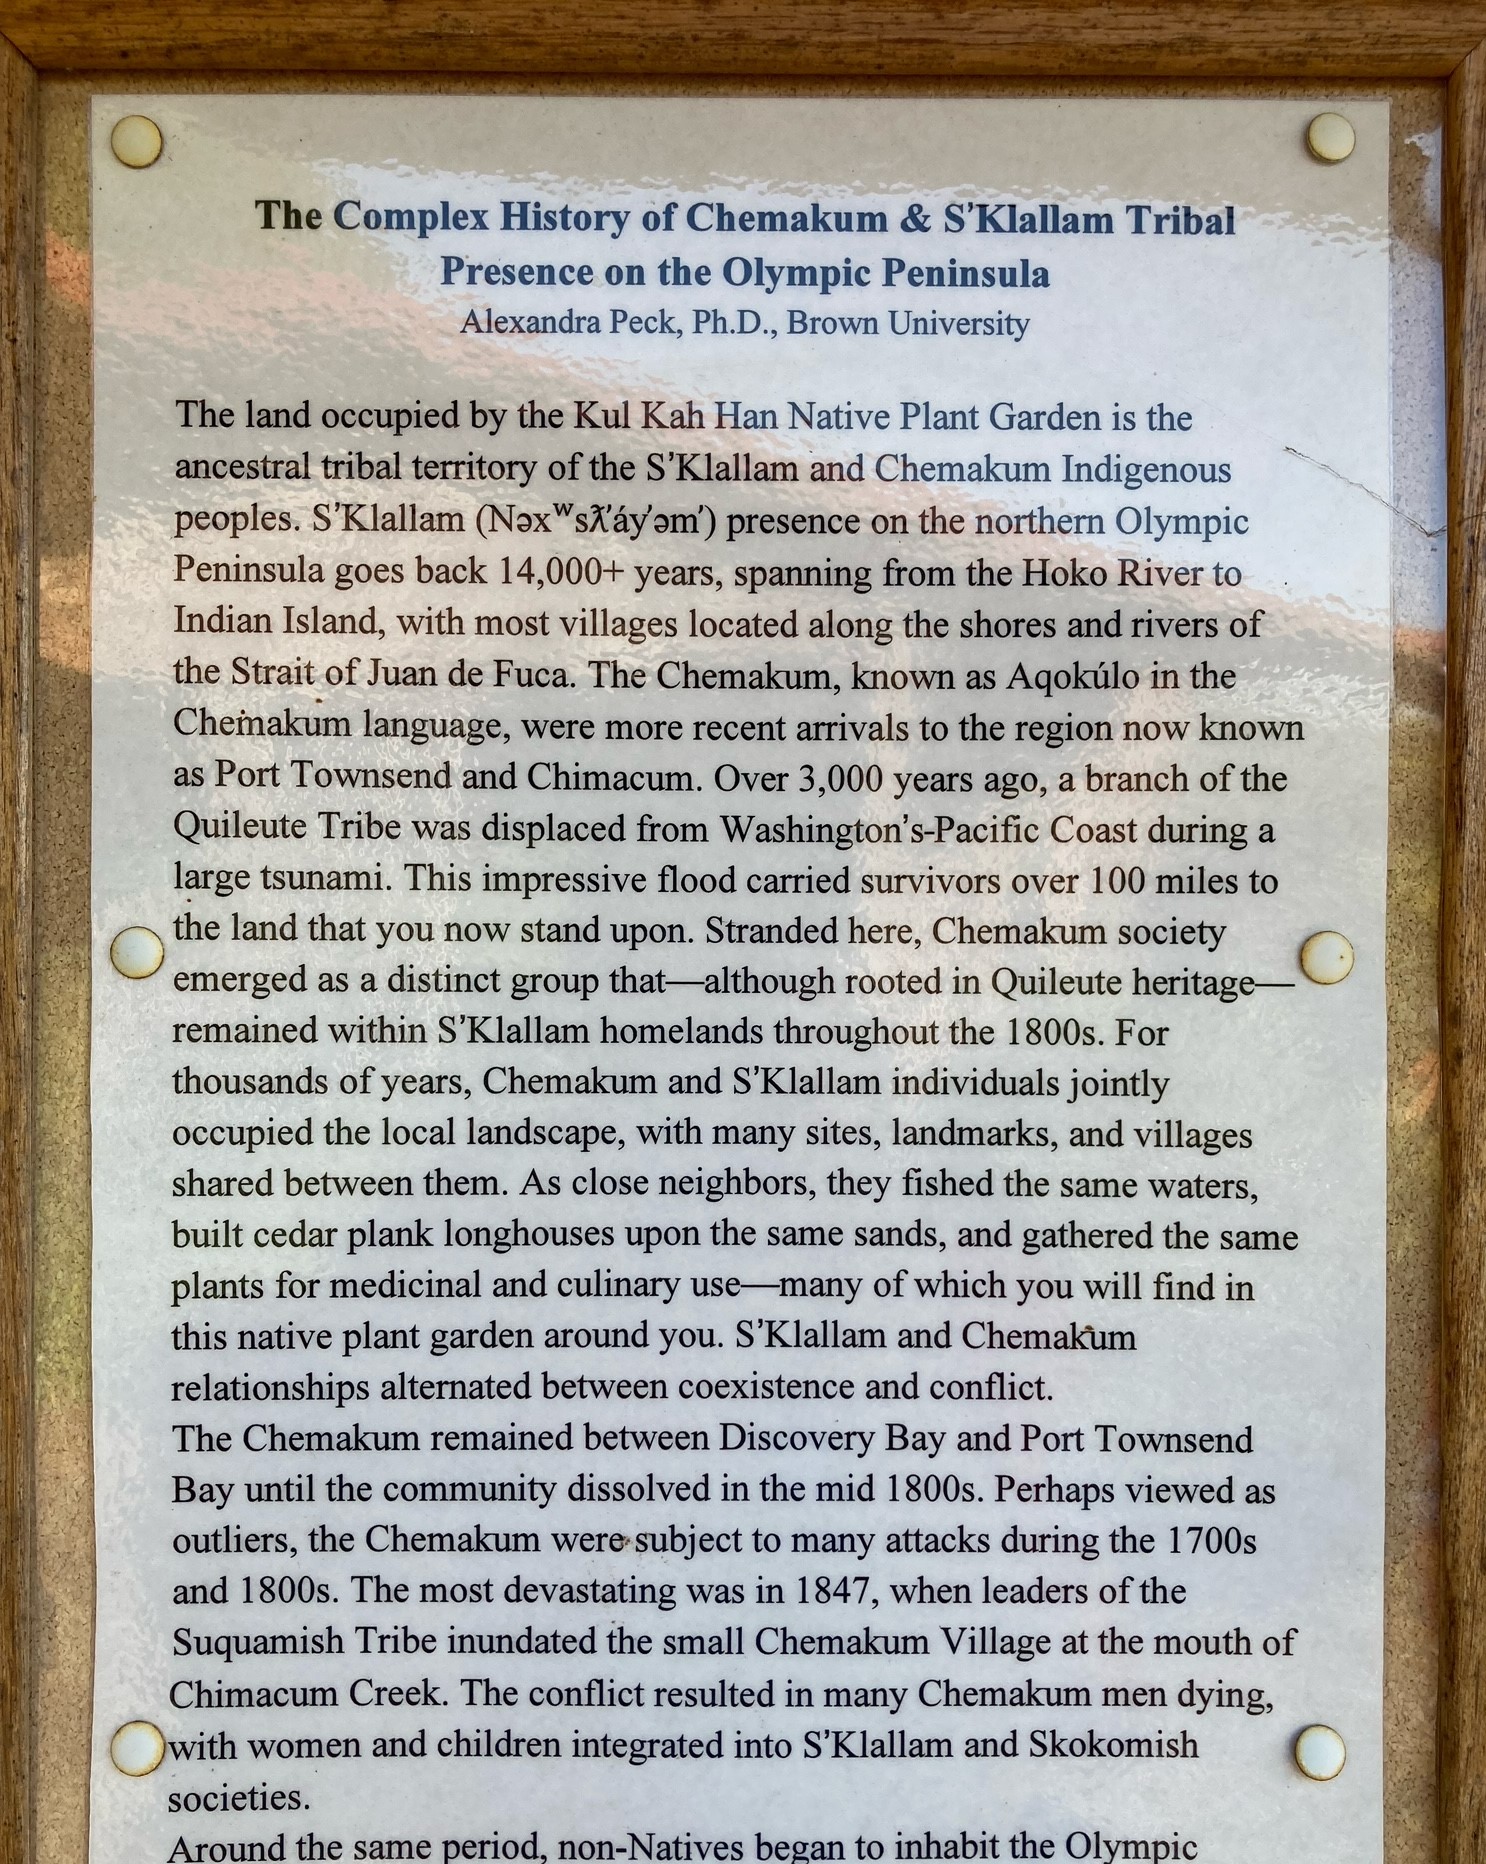 The Complex History of Chemakum & S’Klallam Tribal
Presence on the Olympic Peninsula
Alexandra Peck, Ph.D., Brown University
The land occupied by the Kul Kah Han Native Plant Garden is the
ancestral tribal territory of the S’Klallam and Chemakum Indigenous
peoples. S’Klallam (Nəxʷsƛ̕áy̕əm̕) presence on the northern Olympic
Peninsula goes back 14,000+ years, spanning from the Hoko River to
Indian Island, with most villages located along the shores and rivers of
the Strait of Juan de Fuca. The Chemakum, known as Aqokúlo in the
Chemakum language, were more recent arrivals to the region now known
as Port Townsend and Chimacum. Over 3,000 years ago, a branch of the
Quileute Tribe was displaced from Washington’s-Pacific Coast during a
large tsunami. This impressive flood carried survivors over 100 miles to
the land that you now stand upon. Stranded here, Chemakum society
emerged as a distinct group that—although rooted in Quileute heritage—
remained within S’Klallam homelands throughout the 1800s. For
thousands of years, Chemakum and S’Klallam individuals jointly
occupied the local landscape, with many sites, landmarks, and villages
shared between them. As close neighbors, they fished the same waters,
built cedar plank longhouses upon the same sands, and gathered the same
plants for medicinal and culinary use—many of which you will find in
this native plant garden around you. S’Klallam and Chemakum
relationships alternated between coexistence and conflict.
The Chemakum remained between Discovery Bay and Port Townsend
Bay until the community dissolved in the mid 1800s. Perhaps viewed as
outliers, the Chemakum were subject to many attacks during the 1700s
and 1800s. The most devastating was in 1847, when leaders of the
Suquamish Tribe inundated the small Chemakum Village at the mouth of
Chimacum Creek. The conflict resulted in many Chemakum men dying,
with women and children integrated into S’Klallam and Skokomish
societies.
Around the same period, non-Natives began to inhabit the Olympic